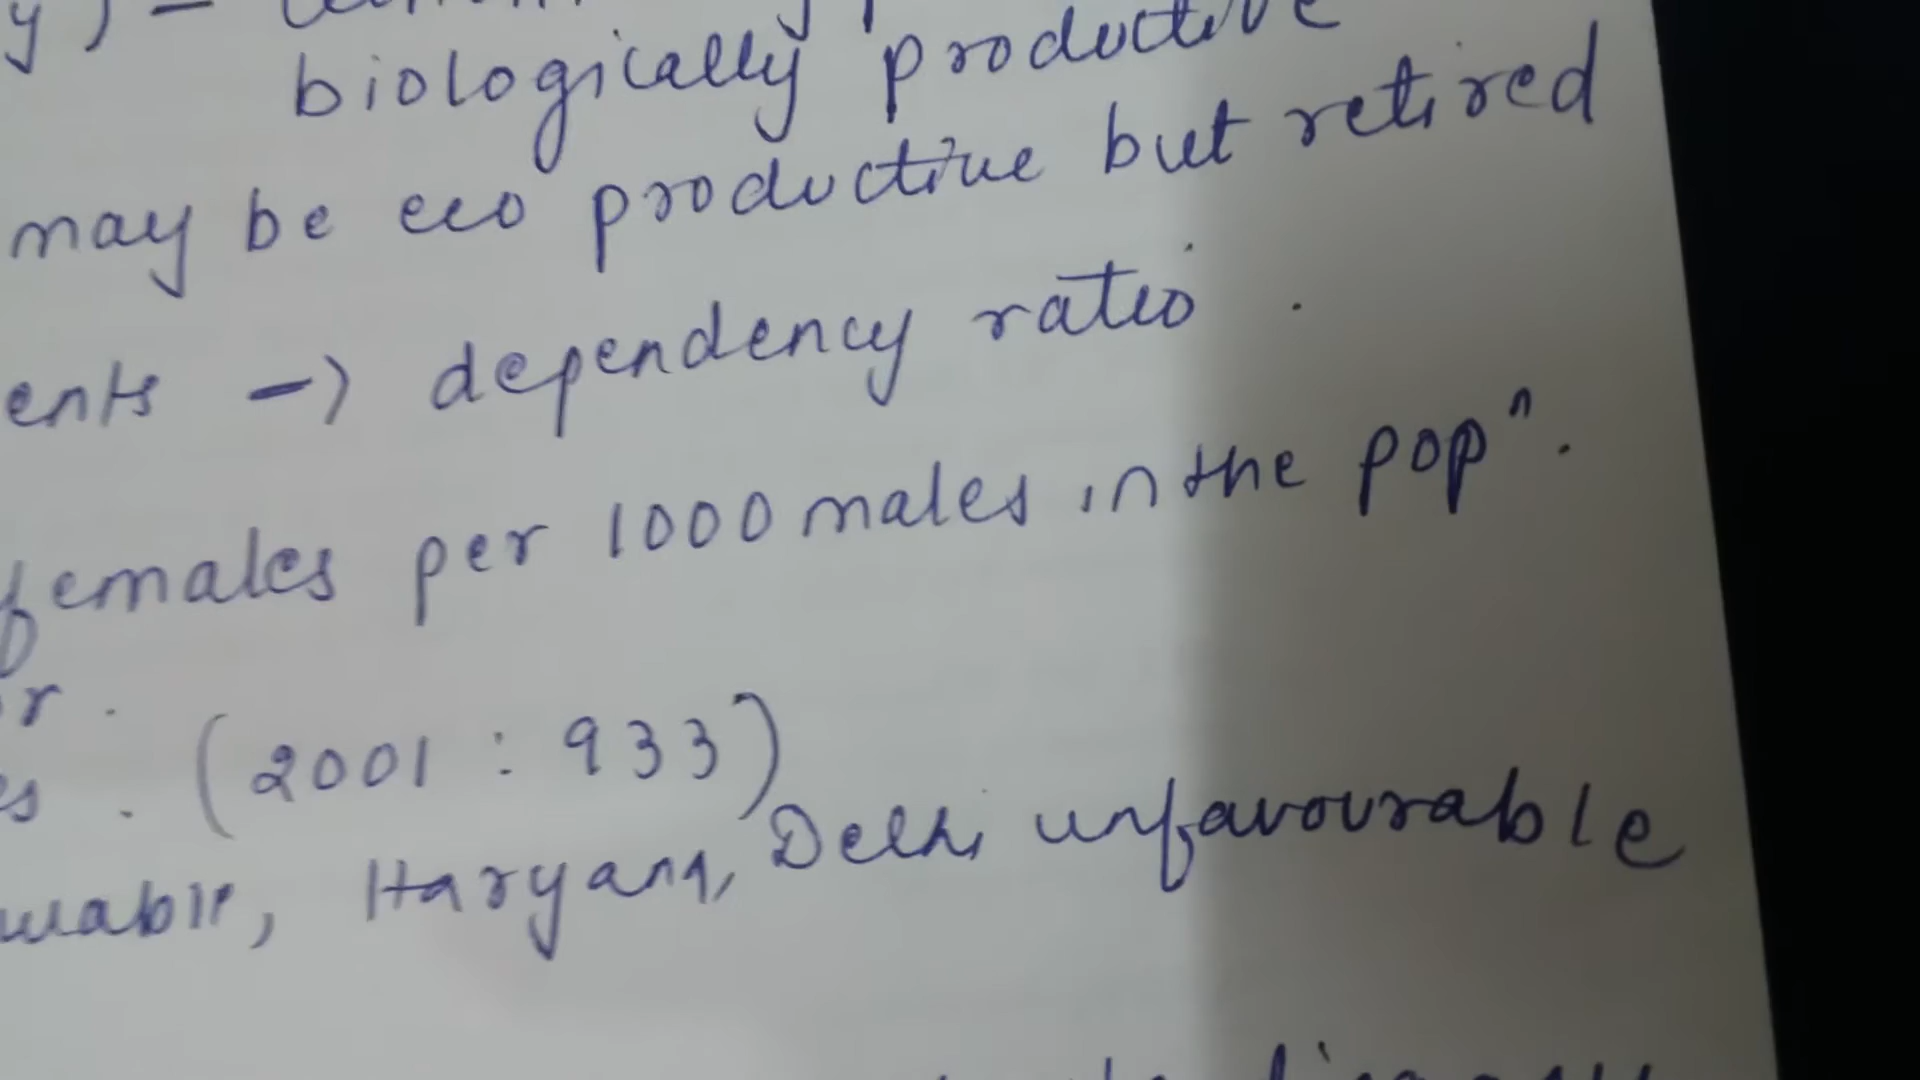 y) -
biologically productive
may be eco productive but retired
ents -> dependency ratio.
females per 1000 males in the popⁿ.
r.
es. (2001 : 933)
, Haryana, Delhi unfavourable